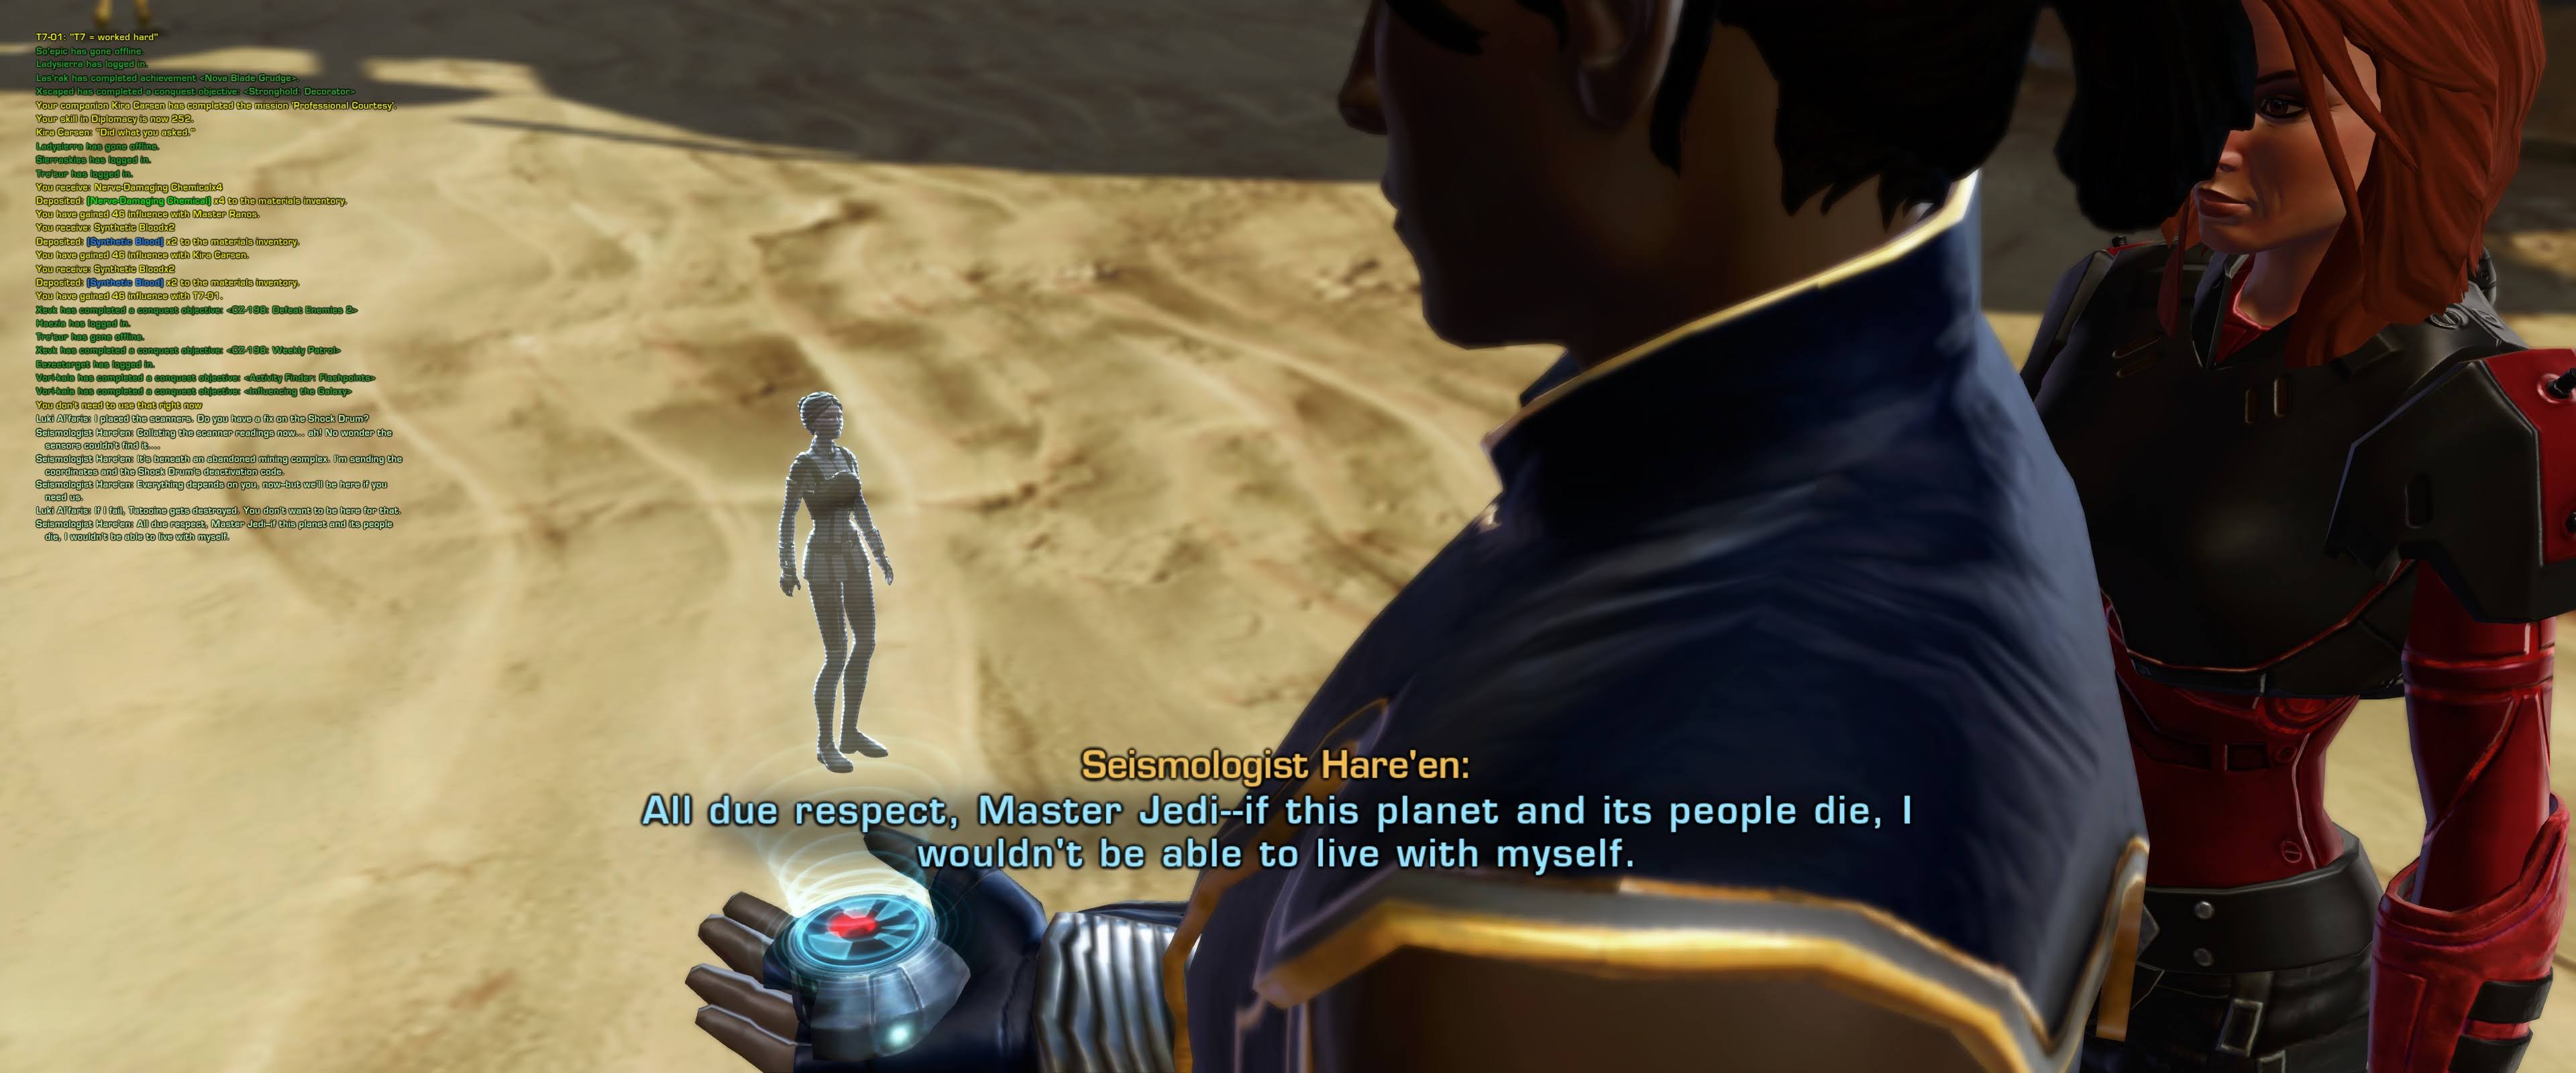 T7-01: "T7 = worked hard"
So'epic has gone offline.
Ladysierra has logged in.
Las'rak has completed achievement <Nova Blade Grudge>.
Xscaped has completed a conquest objective: <Stronghold: Decorator>
Your companion Kira Carsen has completed the mission 'Professional Courtesy'.
Your skill in Diplomacy is now 252.
Kira Carsen: "Did what you asked."
Ladysierra has gone offline.
Sierraskies has logged in.
Tre'sur has logged in.
You receive: Nerve-Damaging Chemicalx4
Deposited: [Nerve-Damaging Chemical] x4 to the materials inventory.
You have gained 46 influence with Master Ranos.
You receive: Synthetic Bloodx2
Deposited: [Synthetic Blood] x2 to the materials inventory.
You have gained 46 influence with Kira Carsen.
You receive: Synthetic Bloodx2
Deposited: [Synthetic Blood] x2 to the materials inventory.
You have gained 46 influence with T7-01.
Xevk has completed a conquest objective: <CZ-198: Defeat Enemies 2>
has logged in.
Tre'sur has gone offline.
Xevk has completed a conquest objective: <CZ-198: Weekly Patrol>
Eezeetarget has logged in.
Vori-kala has completed a conquest objective: <Activity Finder: Flashpoints>
Vori-kala has completed a conquest objective: <Influencing the Galaxy>
You don't need to use that right now
Luki Al'faris: I placed the scanners. Do you have a fix on the Shock Drum?
Seismologist Hare'en: Collating the scanner readings now... ah! No wonder the
sensors couldn't find it....
Seismologist Hare'en: It's beneath an abandoned mining complex. I'm sending the
coordinates and the Shock Drum's deactivation code.
Seismologist Hare'en: Everything depends on you, now--but we'll be here if you
need us.
Luki Al'faris: If I fail, Tatooine gets destroyed. You don't want to be here for that.
Seismologist Hare'en: All due respect, Master Jedi--if this planet and its people
die, I wouldn't be able to live with myself.
Seismologist Hare'en:
All due respect, Master Jedi--if this planet and its people die, I
wouldn't be able to live with myself.